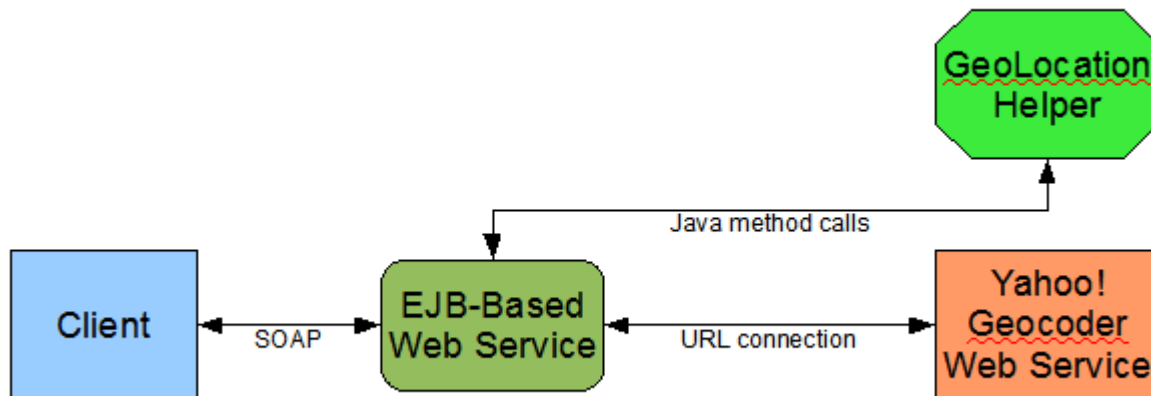 GeoLocation
Helper
Java method calls
Client
SOAP
EJB-Based
Web Service
URL connection
Yahoo!
Geocoder
Web Service